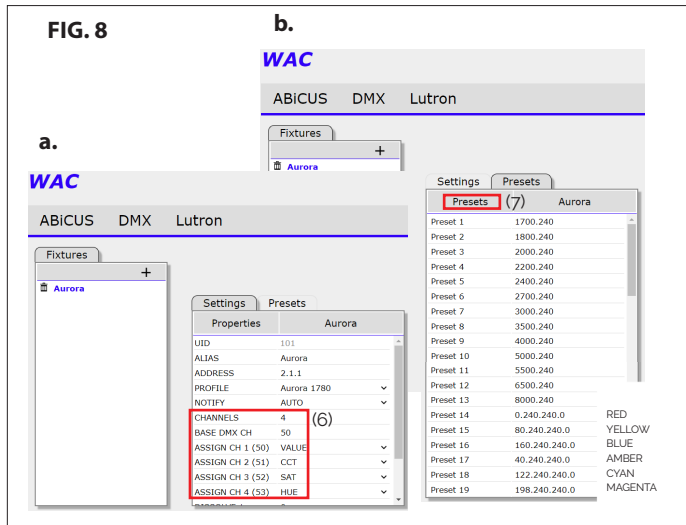 FIG. 8
b.
WAC
ABiCUS DMX Lutron
Fixtures
+
Aurora
Settings Presets
Presets (7) Aurora
Preset 1 1700.240
Preset 2 1800.240
Preset 3 2000.240
Preset 4 2200.240
Preset 5 2400.240
Preset 6 2700.240
Preset 7 3000.240
Preset 8 3500.240
Preset 9 4000.240
Preset 10 5000.240
Preset 11 5500.240
Preset 12 6500.240
Preset 13 8000.240
Preset 14 0.240.240.0 RED
Preset 15 80.240.240.0 YELLOW
Preset 16 160.240.240.0 BLUE
Preset 17 40.240.240.0 AMBER
Preset 18 122.240.240.0 CYAN
Preset 19 198.240.240.0 MAGENTA
a.
WAC
ABiCUS DMX Lutron
Fixtures
+
Aurora
Settings Presets
Properties Aurora
UID 101
ALIAS Aurora
ADDRESS 2.1.1
PROFILE Aurora 1780
NOTIFY AUTO
CHANNELS 4 (6)
BASE DMX CH 50
ASSIGN CH 1 (50) VALUE
ASSIGN CH 2 (51) CCT
ASSIGN CH 3 (52) SAT
ASSIGN CH 4 (53) HUE